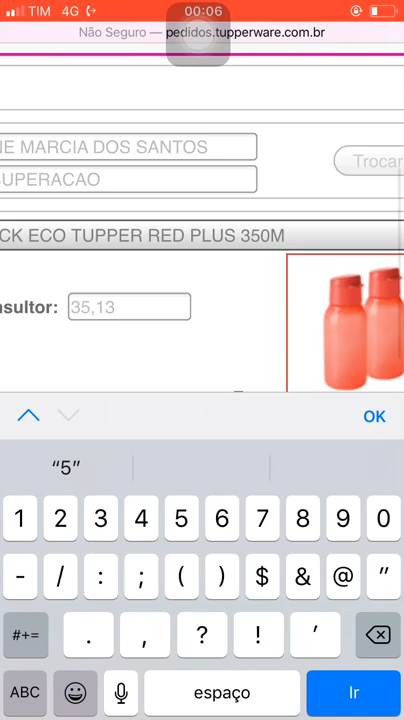 TIM 4G 00:06
Não Seguro — pedidos.tupperware.com.br
NE MARCIA DOS SANTOS
Trocar
SUPERACAO
CK ECO TUPPER RED PLUS 350M
nsultor: 35,13
OK
“5”
1 2 3 4 5 6 7 8 9 0
- / : ; ( ) $ & @ ”
#+= . , ? ! ’
ABC espaço Ir